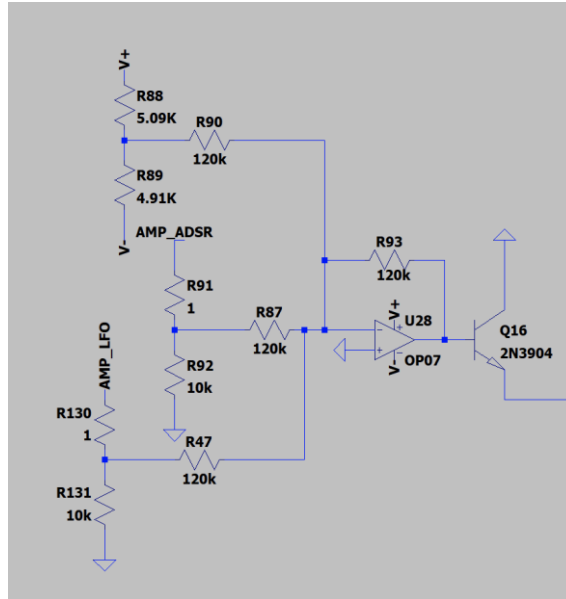 V+
R88
5.09K
R90
120k
R89
4.91K
V-
AMP_ADSR
R93
120k
R91
1
R87
120k
V+
U28
Q16
2N3904
OP07
V-
AMP_LFO
R92
10k
R130
1
R47
120k
R131
10k